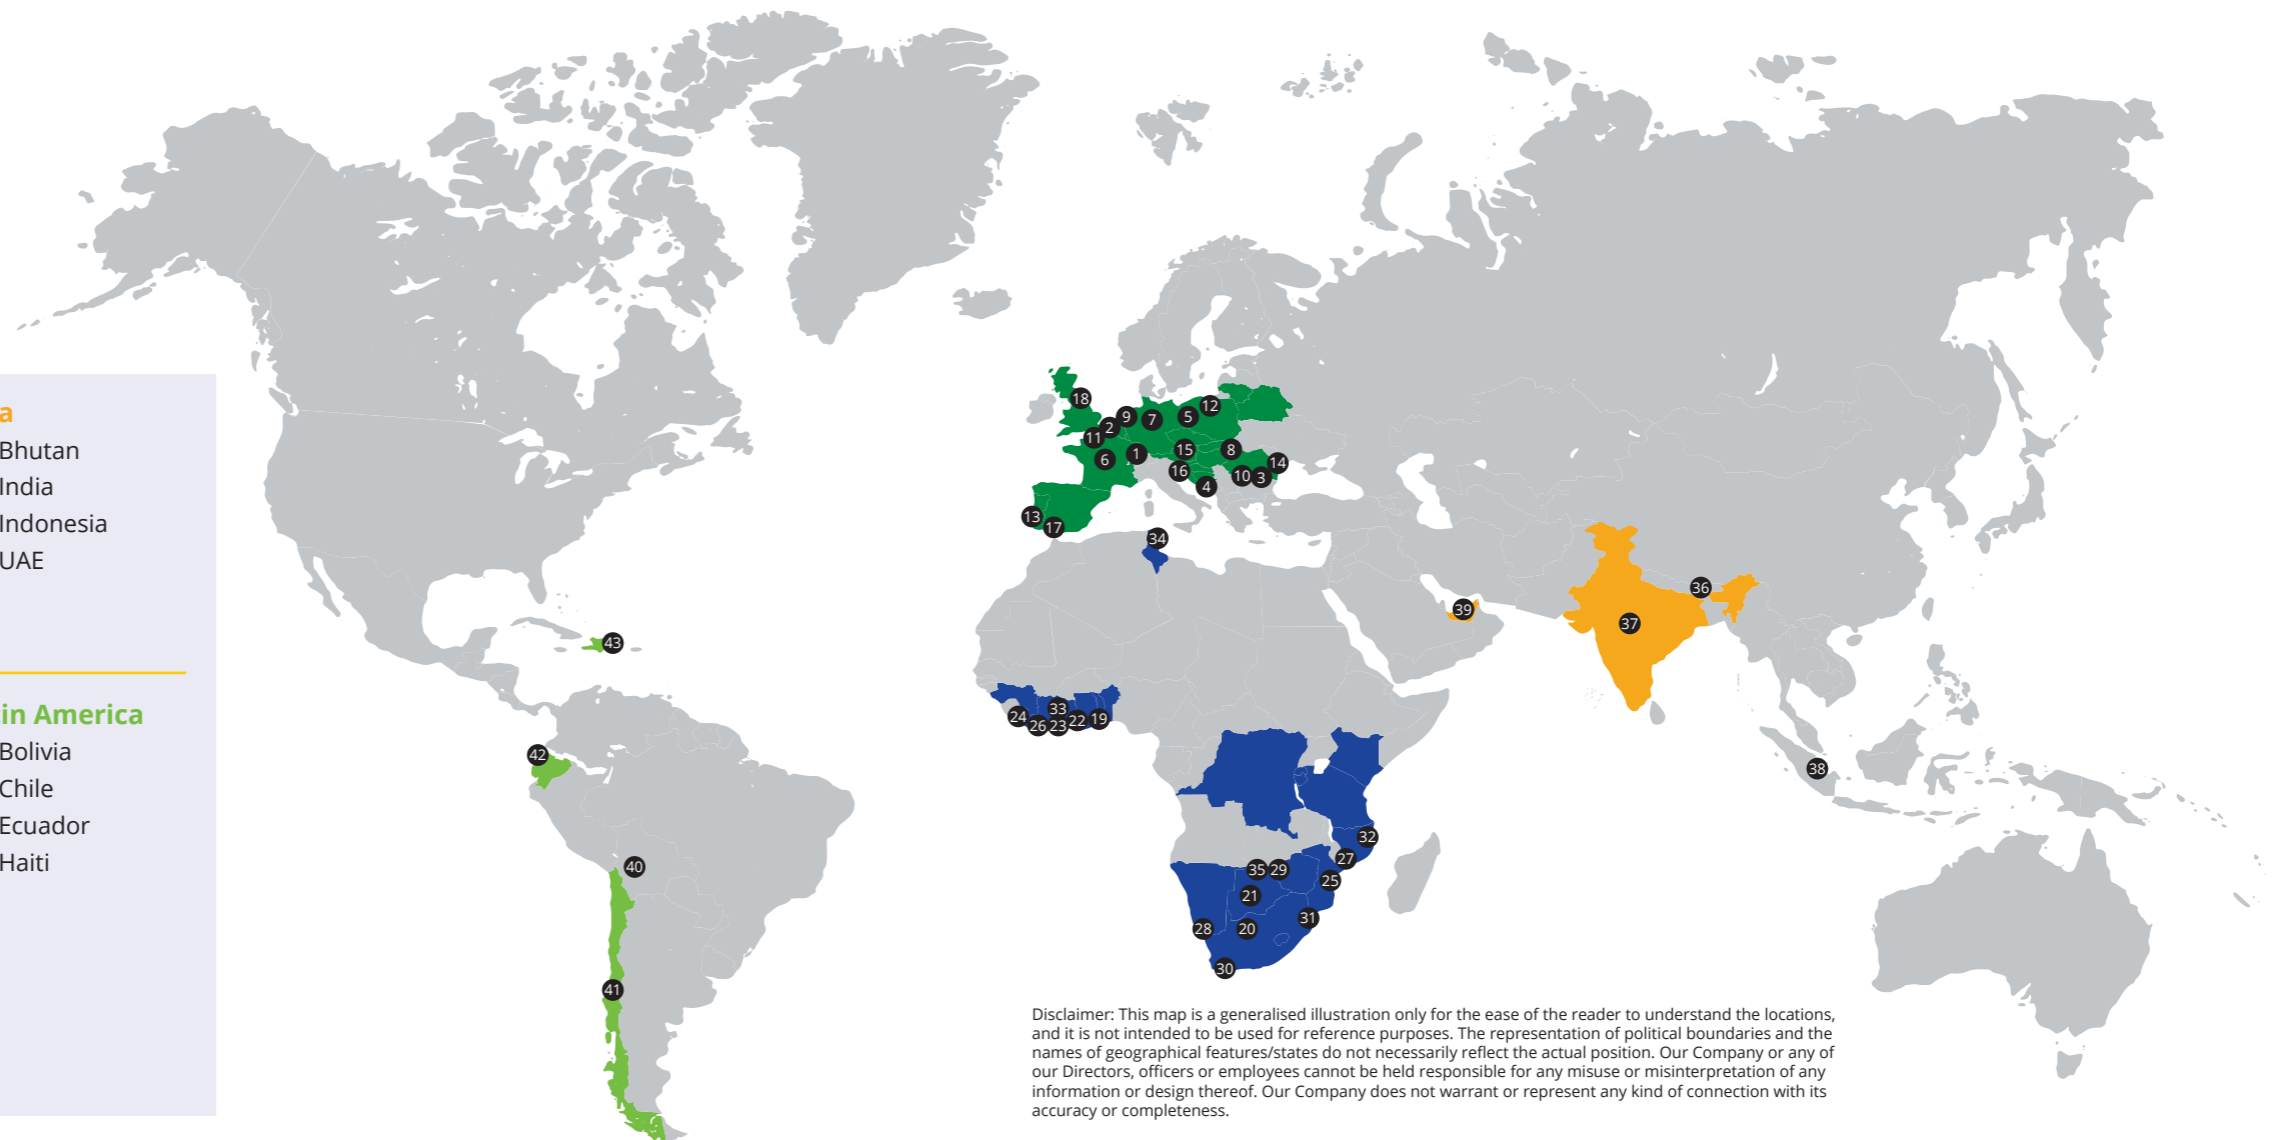 a
Bhutan
India
Indonesia
UAE
tin America
Bolivia
Chile
Ecuador
Haiti
18
12
9
7
5
2
11
15
8
1
6
14
16
10
3
4
13
17
34
36
39
37
43
33
24
22
19
26
23
42
38
32
27
40
35
29
25
21
31
28
20
30
41
Disclaimer: This map is a generalised illustration only for the ease of the reader to understand the locations,
and it is not intended to be used for reference purposes. The representation of political boundaries and the
names of geographical features/states do not necessarily reflect the actual position. Our Company or any of
our Directors, officers or employees cannot be held responsible for any misuse or misinterpretation of any
information or design thereof. Our Company does not warrant or represent any kind of connection with its
accuracy or completeness.